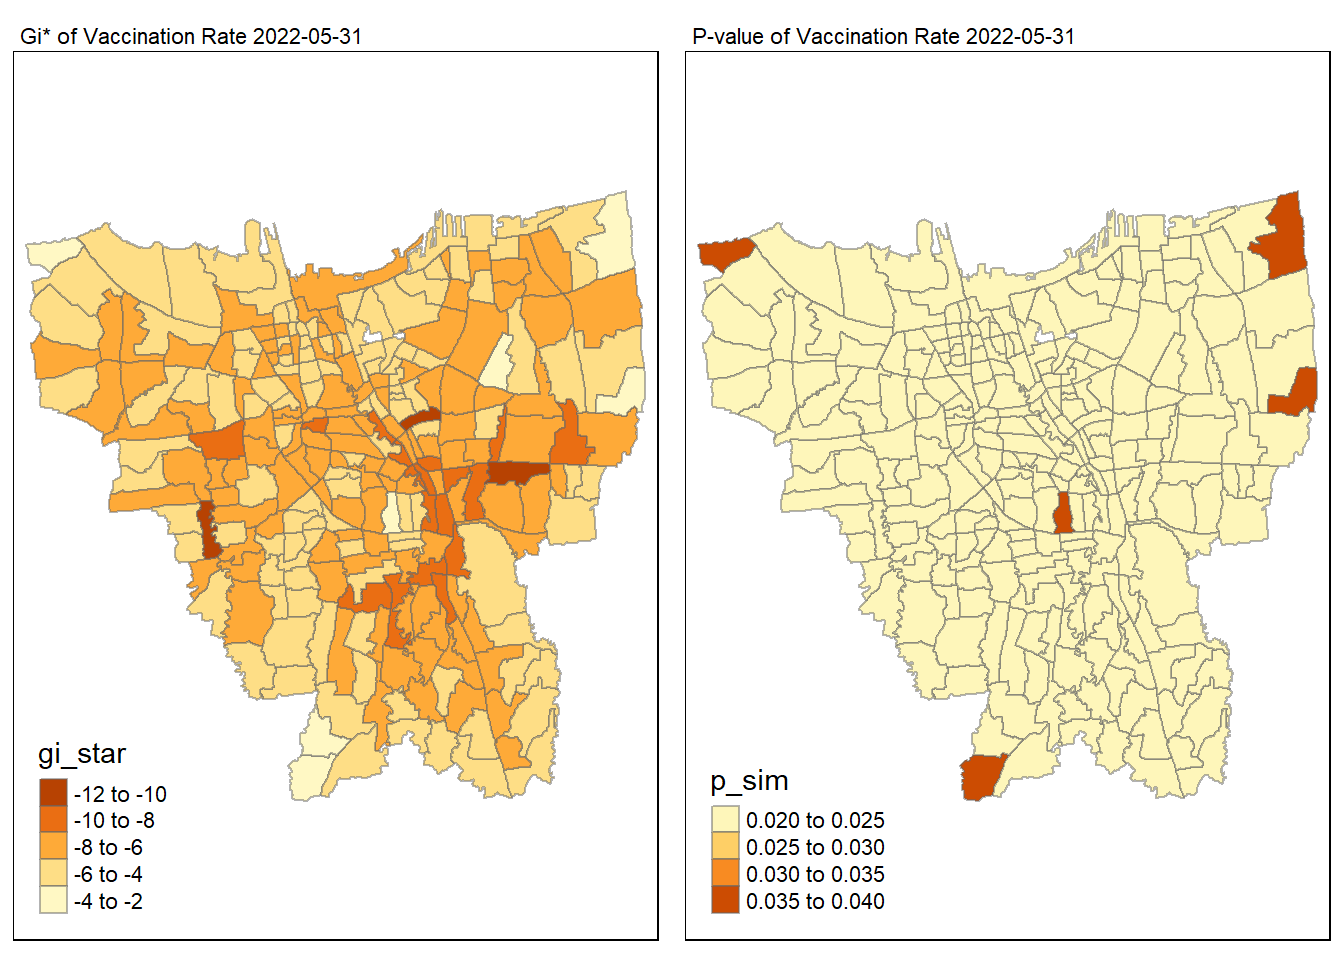 Gi* of Vaccination Rate 2022-05-31
gi_star
-12 to -10
-10 to -8
-8 to -6
-6 to -4
-4 to -2
P-value of Vaccination Rate 2022-05-31
p_sim
0.020 to 0.025
0.025 to 0.030
0.030 to 0.035
0.035 to 0.040